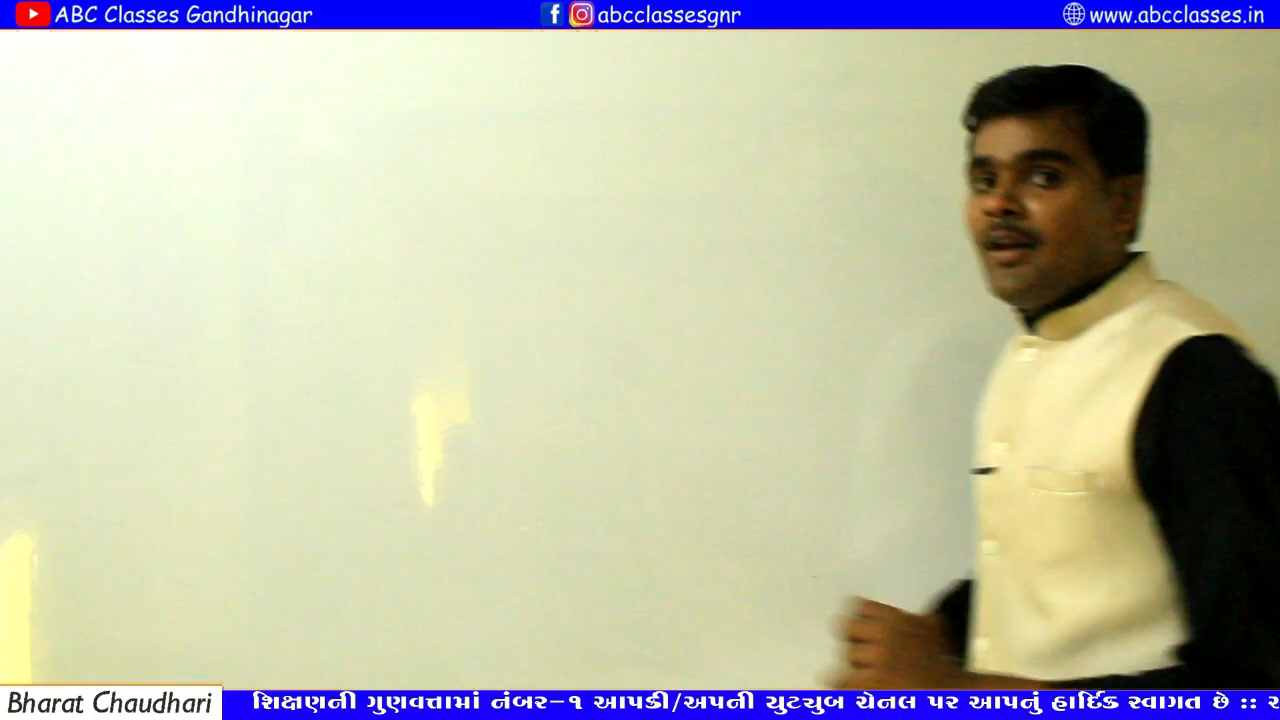 ABC Classes Gandhinagar
abcclassesgnr
www.abcclasses.in
Bharat Chaudhari
શિક્ષણની ગુણવત્તામાં નંબર-૧ આપકી/અપની યુટયુબ ચેનલ પર આપનું હાર્દિક સ્વાગત છે ::